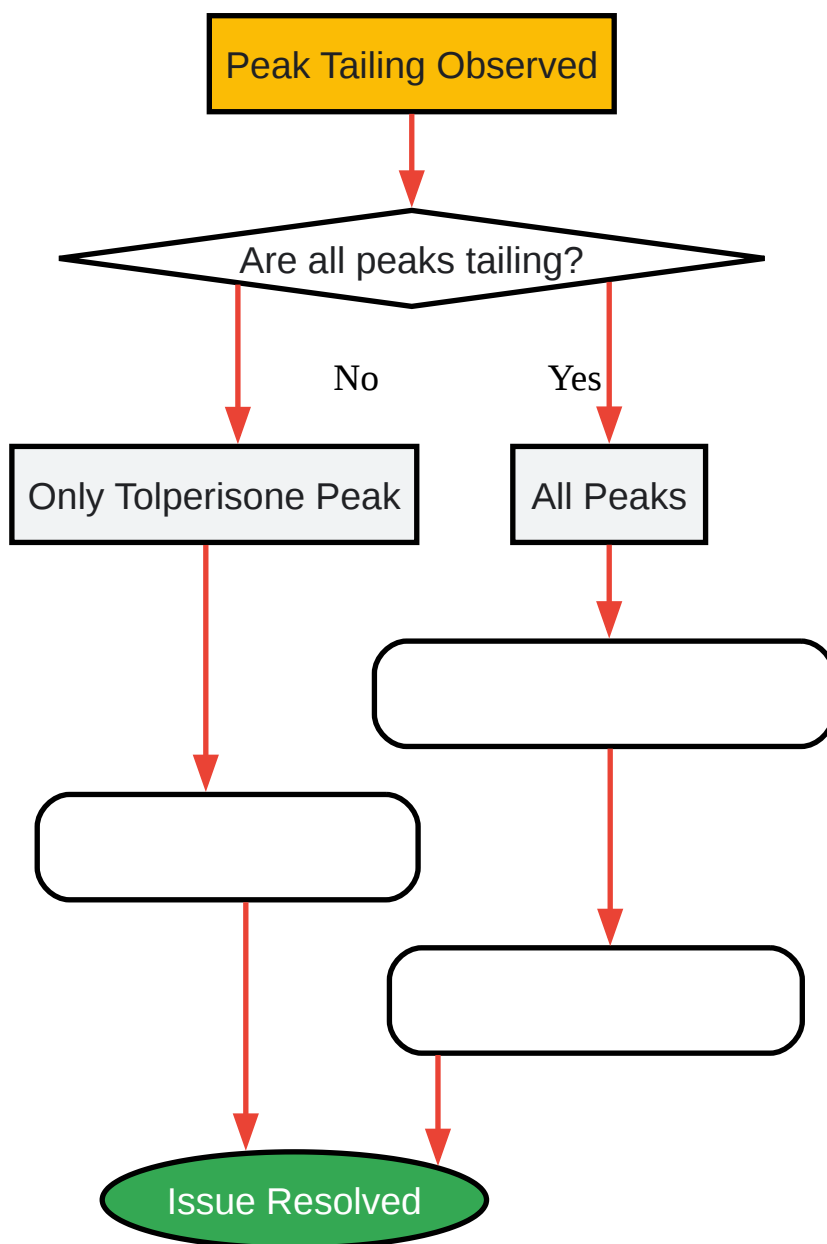 Peak Tailing Observed
Are all peaks tailing?
No
Yes
Only Tolperisone Peak
All Peaks
Issue Resolved